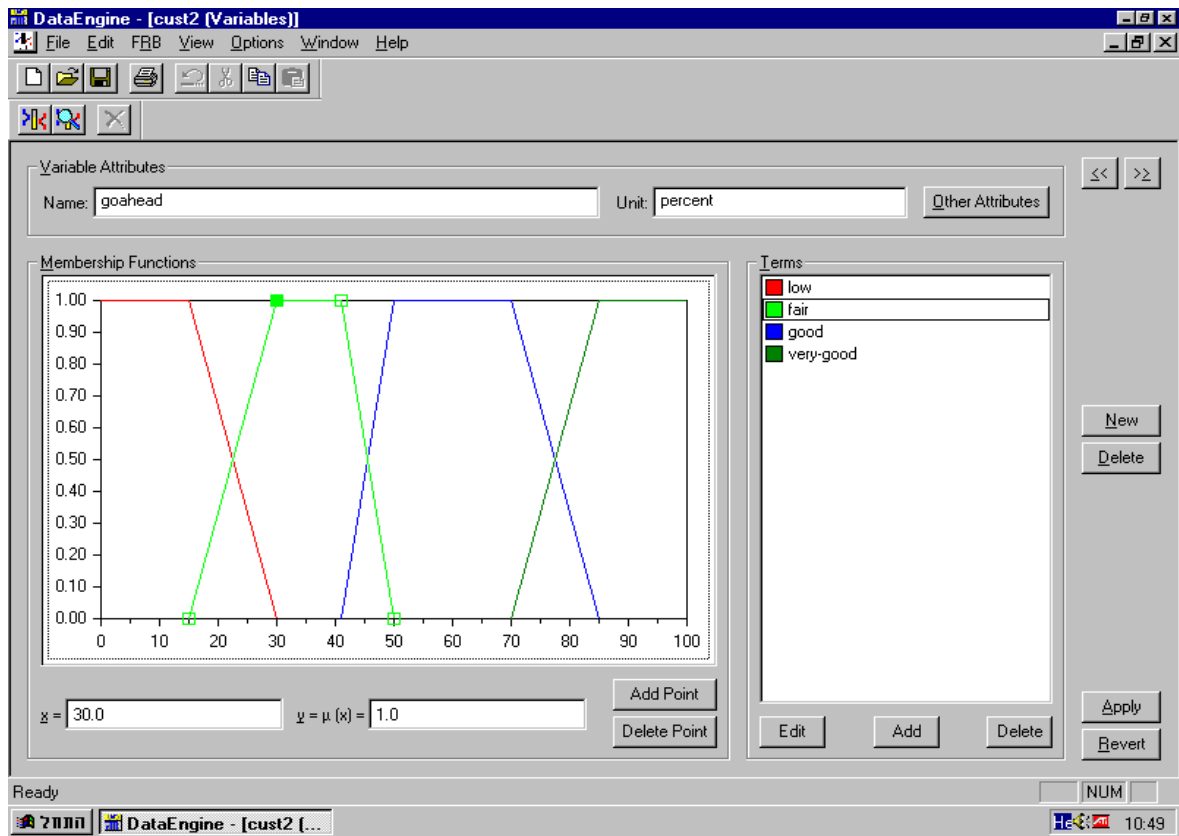 DataEngine - [cust2 (Variables)]
File Edit FRB View Options Window Help
Variable Attributes
Name: goahead Unit: percent Other Attributes
<< >>
Membership Functions
1.00
0.90
0.80
0.70
0.60
0.50
0.40
0.30
0.20
0.10
0.00
0 10 20 30 40 50 60 70 80 90 100
x = 30.0 y = μ (x) = 1.0
Add Point
Delete Point
Terms
low
fair
good
very-good
Edit Add Delete
New
Delete
Apply
Revert
Ready NUM
התחל DataEngine - [cust2 (... He 10:49